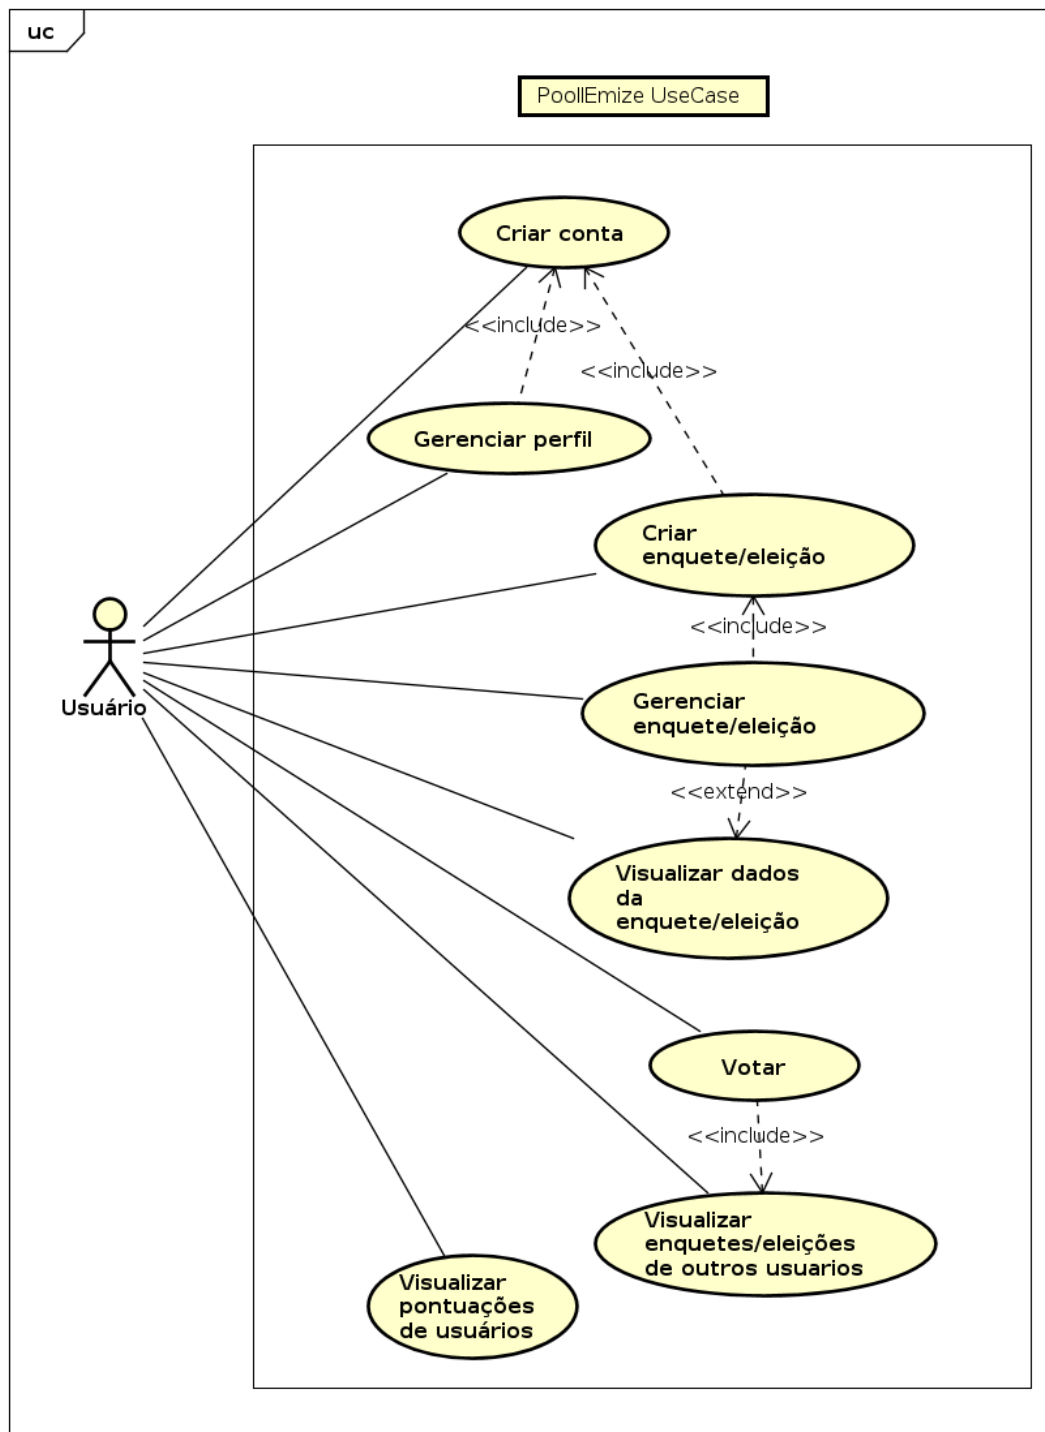 uc
PoollEmize UseCase
Criar conta
<<include>>
<<include>>
Gerenciar perfil
Criar
enquete/eleição
<<include>>
Usuário
Gerenciar
enquete/eleição
<<extend>>
Visualizar dados
da
enquete/eleição
Votar
<<include>>
Visualizar
enquetes/eleições
de outros usuarios
Visualizar
pontuações
de usuários